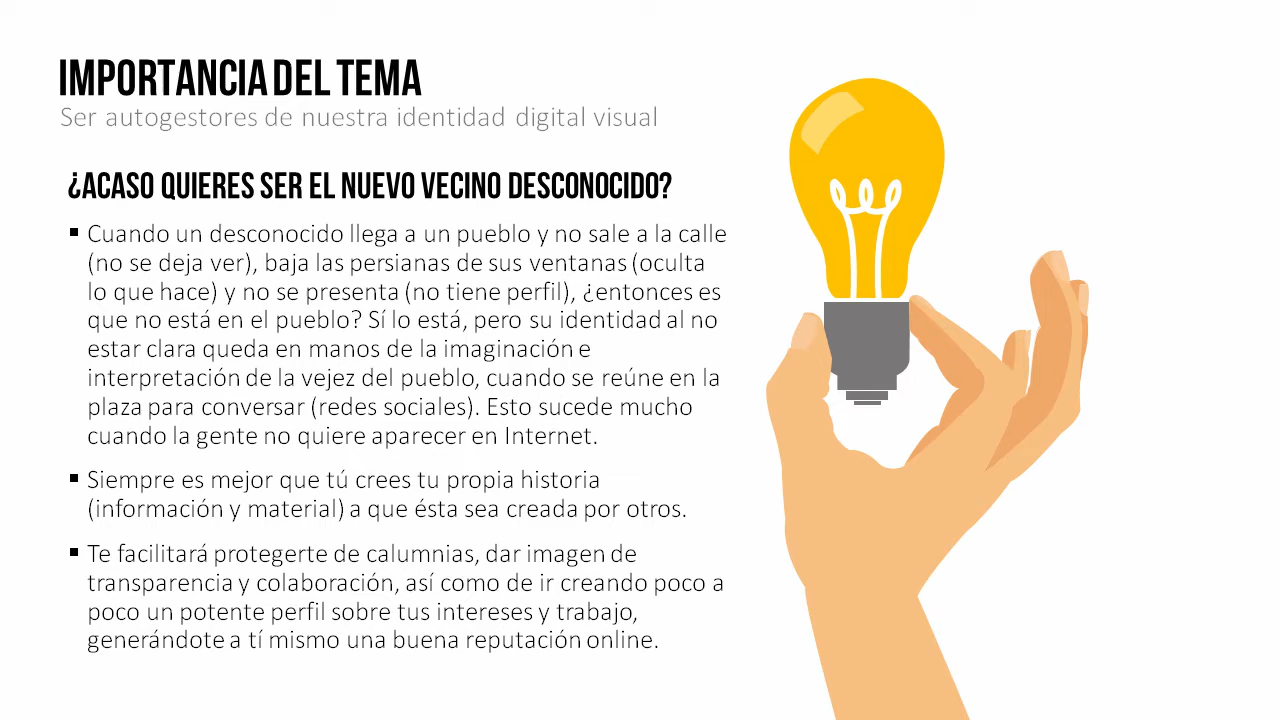 IMPORTANCIA DEL TEMA
Ser autogestores de nuestra identidad digital visual
¿ACASO QUIERES SER EL NUEVO VECINO DESCONOCIDO?
▪ Cuando un desconocido llega a un pueblo y no sale a la calle
(no se deja ver), baja las persianas de sus ventanas (oculta
lo que hace) y no se presenta (no tiene perfil), ¿entonces es
que no está en el pueblo? Sí lo está, pero su identidad al no
estar clara queda en manos de la imaginación e
interpretación de la vejez del pueblo, cuando se reúne en la
plaza para conversar (redes sociales). Esto sucede mucho
cuando la gente no quiere aparecer en Internet.
▪ Siempre es mejor que tú crees tu propia historia
(información y material) a que ésta sea creada por otros.
▪ Te facilitará protegerte de calumnias, dar imagen de
transparencia y colaboración, así como de ir creando poco a
poco un potente perfil sobre tus intereses y trabajo,
generándote a tí mismo una buena reputación online.